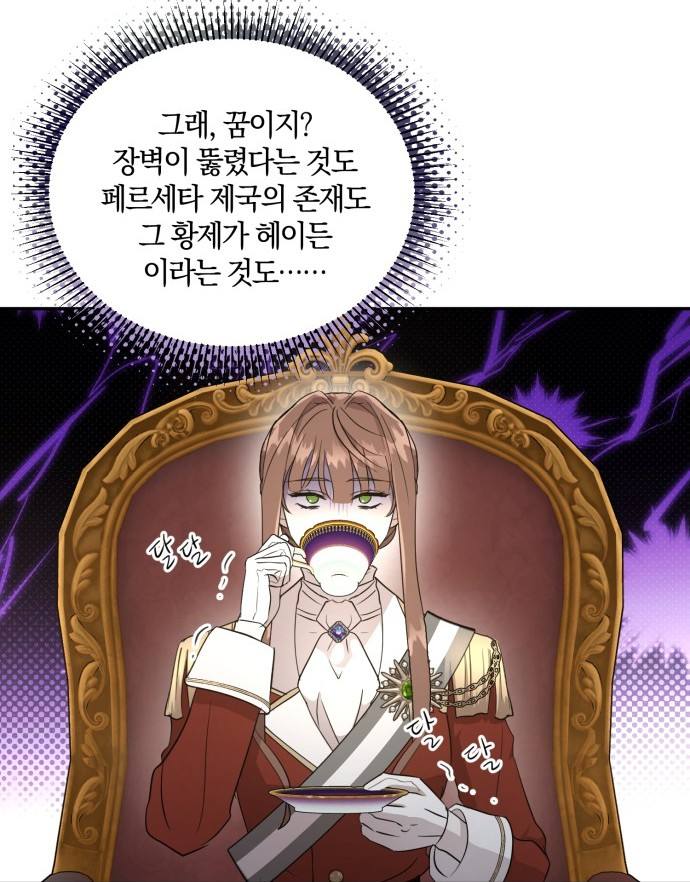 그래, 꿈이지?
장벽이 뚫렸다는 것도
페르세타 제국의 존재도
그 황제가 헤이든
이라는 것도……
달달
달
달